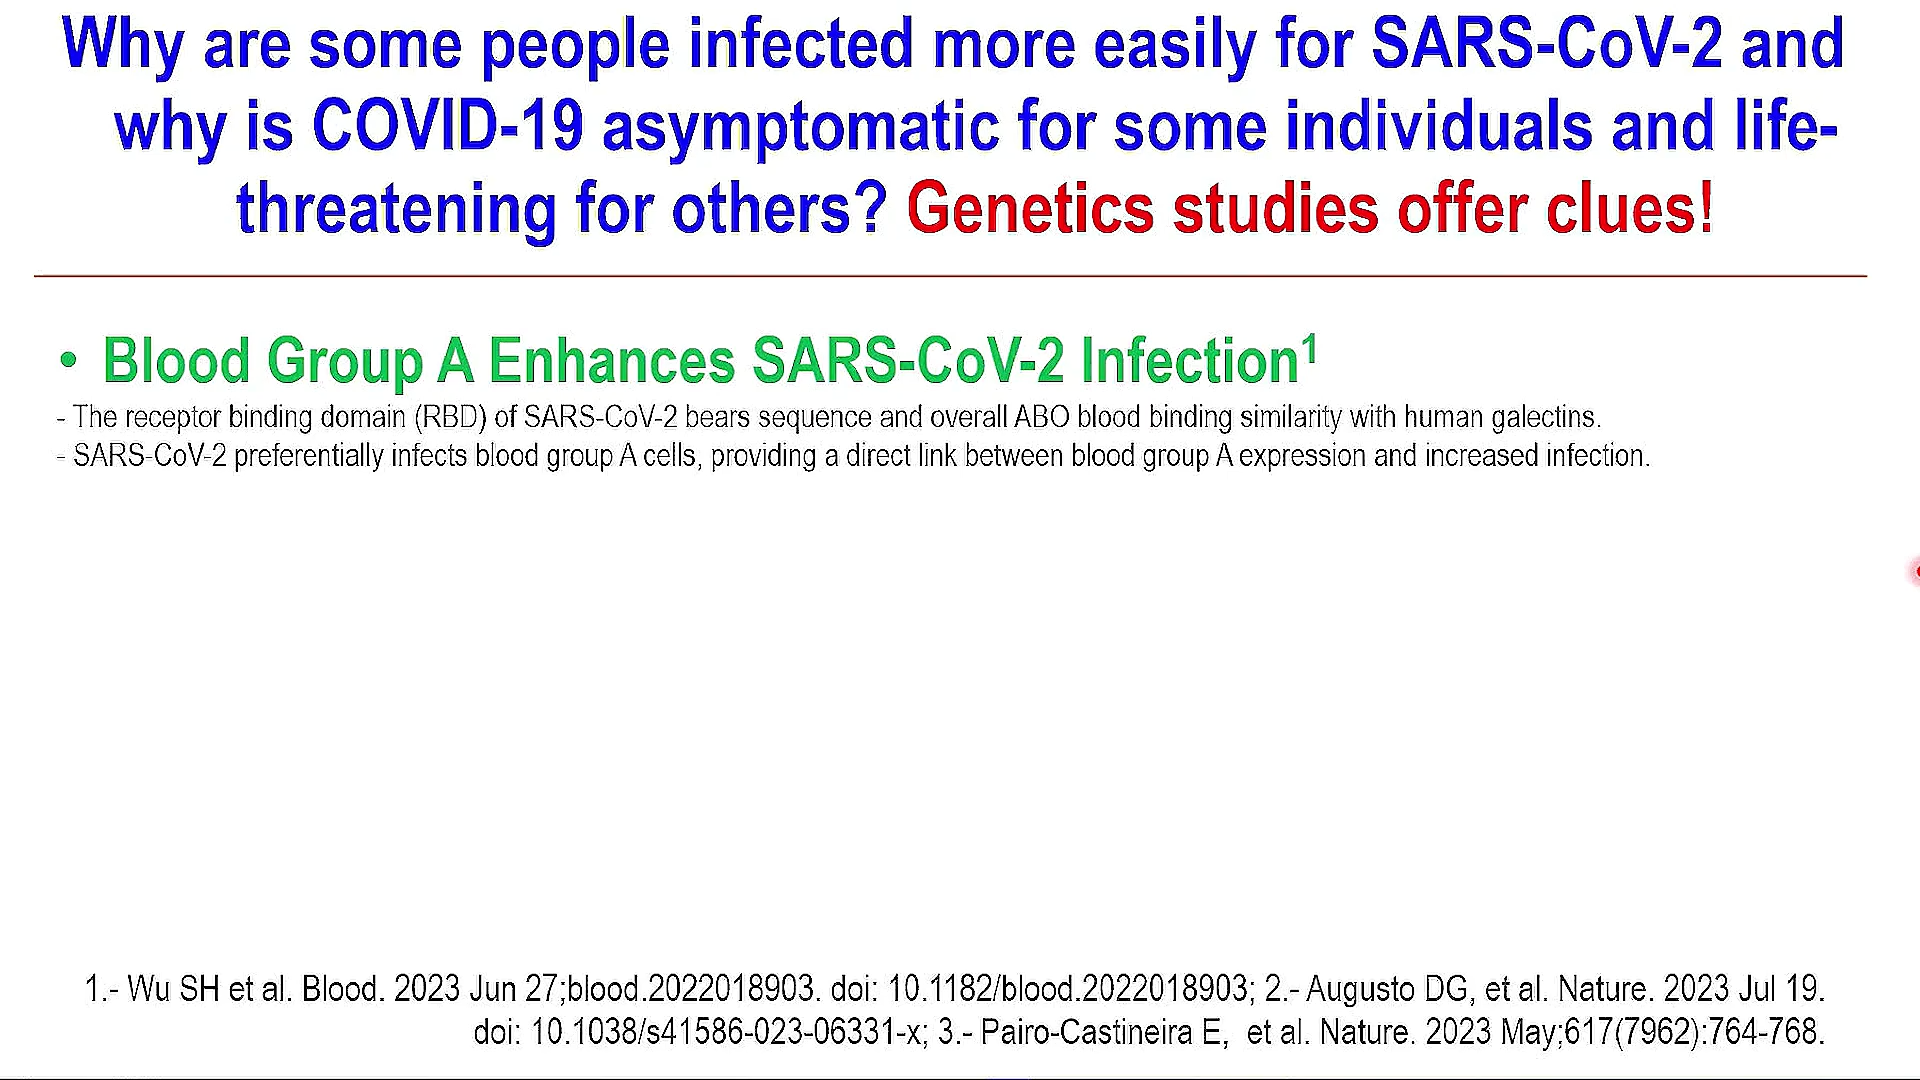 Why are some people infected more easily for SARS-CoV-2 and
why is COVID-19 asymptomatic for some individuals and life-
threatening for others? Genetics studies offer clues!
• Blood Group A Enhances SARS-CoV-2 Infection¹
- The receptor binding domain (RBD) of SARS-CoV-2 bears sequence and overall ABO blood binding similarity with human galectins.
- SARS-CoV-2 preferentially infects blood group A cells, providing a direct link between blood group A expression and increased infection.
1.- Wu SH et al. Blood. 2023 Jun 27;blood.2022018903. doi: 10.1182/blood.2022018903; 2.- Augusto DG, et al. Nature. 2023 Jul 19.
doi: 10.1038/s41586-023-06331-x; 3.- Pairo-Castineira E, et al. Nature. 2023 May;617(7962):764-768.